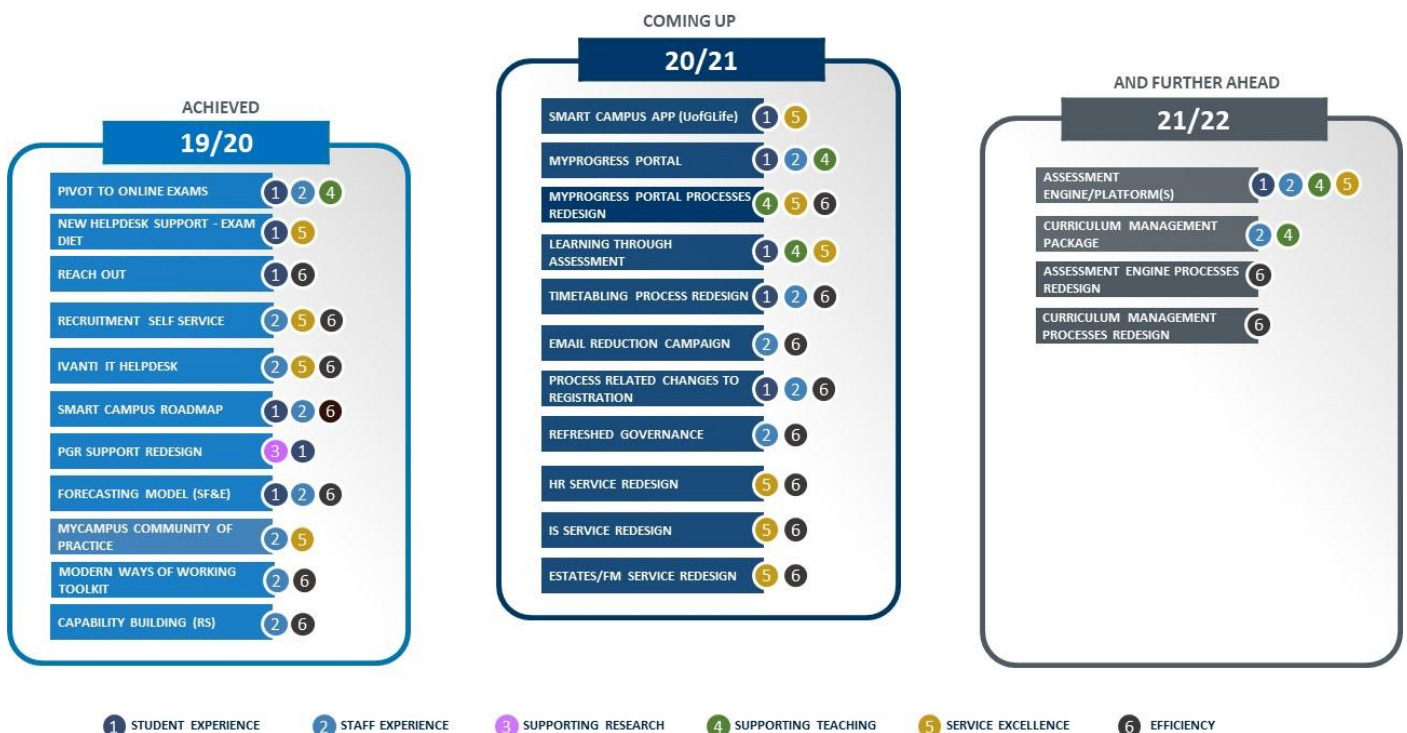 ACHIEVED
19/20
PIVOT TO ONLINE EXAMS 1 2 4
NEW HELPDESK SUPPORT - EXAM
DIET 1 5
REACH OUT 1 6
RECRUITMENT SELF SERVICE 2 5 6
IVANTI IT HELPDESK 2 5 6
SMART CAMPUS ROADMAP 1 2 6
PGR SUPPORT REDESIGN 3 1
FORECASTING MODEL (SF&E) 1 2 6
MYCAMPUS COMMUNITY OF
PRACTICE 2 5
MODERN WAYS OF WORKING
TOOLKIT 2 6
CAPABILITY BUILDING (RS) 2 6
COMING UP
20/21
SMART CAMPUS APP (UofGLife) 1 5
MYPROGRESS PORTAL 1 2 4
MYPROGRESS PORTAL PROCESSES
REDESIGN 4 5 6
LEARNING THROUGH
ASSESSMENT 1 4 5
TIMETABLING PROCESS REDESIGN 1 2 6
EMAIL REDUCTION CAMPAIGN 2 6
PROCESS RELATED CHANGES TO
REGISTRATION 1 2 6
REFRESHED GOVERNANCE 2 6
HR SERVICE REDESIGN 5 6
IS SERVICE REDESIGN 5 6
ESTATES/FM SERVICE REDESIGN 5 6
AND FURTHER AHEAD
21/22
ASSESSMENT
ENGINE/PLATFORM(S) 1 2 4 5
CURRICULUM MANAGEMENT
PACKAGE 2 4
ASSESSMENT ENGINE PROCESSES
REDESIGN 6
CURRICULUM MANAGEMENT
PROCESSES REDESIGN 6
1 STUDENT EXPERIENCE 2 STAFF EXPERIENCE 3 SUPPORTING RESEARCH 4 SUPPORTING TEACHING 5 SERVICE EXCELLENCE 6 EFFICIENCY